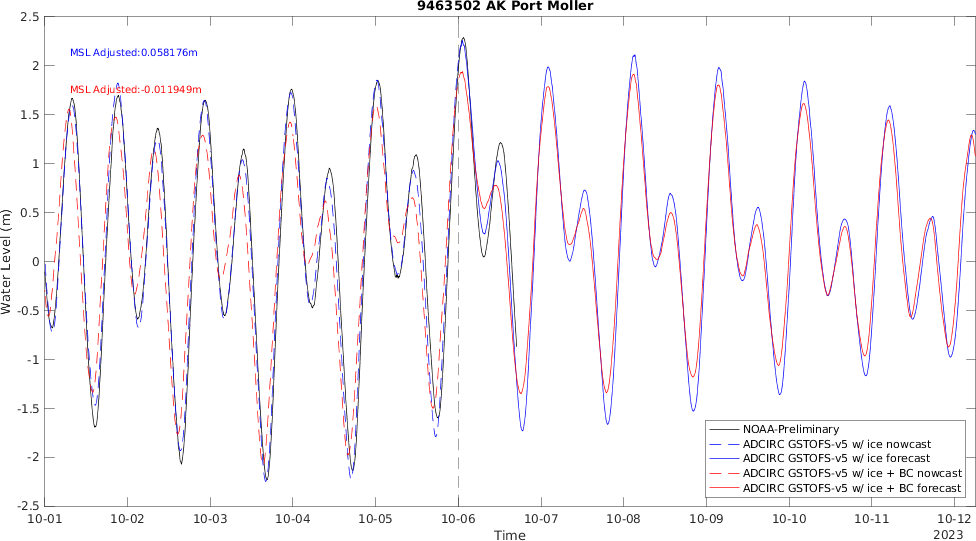 9463502 AK Port Moller
MSL Adjusted:0.058176m
MSL Adjusted:-0.011949m
2.5
2
1.5
1
0.5
0
-0.5
-1
-1.5
-2
-2.5
Water Level (m)
NOAA-Preliminary
ADCIRC GSTOFS-v5 w/ ice nowcast
ADCIRC GSTOFS-v5 w/ ice forecast
ADCIRC GSTOFS-v5 w/ ice + BC nowcast
ADCIRC GSTOFS-v5 w/ ice + BC forecast
10-01 10-02 10-03 10-04 10-05 10-06 10-07 10-08 10-09 10-10 10-11 10-12
2023
Time